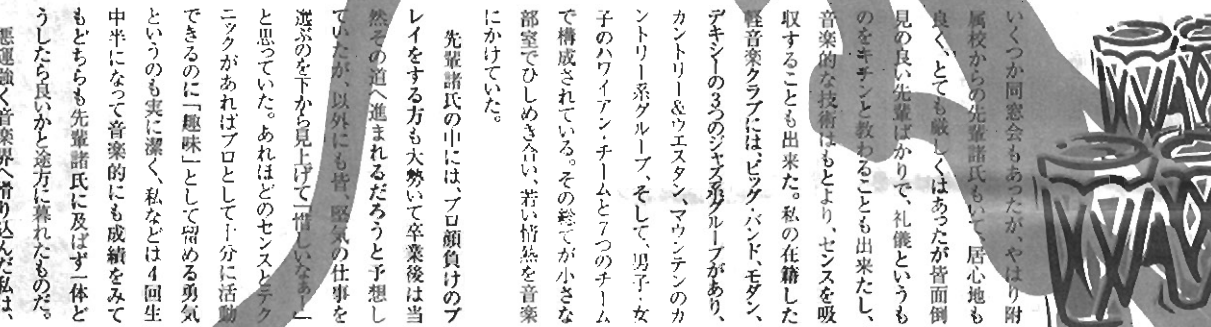 いくつか同窓会もあったが、やはり附
属校からの先輩諸氏もいて、居心地も
良く、とても厳しくはあったが皆面倒
見の良い先輩ばかりで、礼儀というも
のをキチンと教わることも出来たし、
音楽的な技術はもとより、センスを吸
収することも出来た。私の在籍した
軽音楽クラブには、ビッグ・バンド、モダン、
デキシーの3つのジャズ系グループがあり、
カントリー&ウエスタン、マウンテンのカ
ントリー系グループ、そして、男子・女
子のハワイアン・チームと7つのチーム
で構成されている。その総てが小さな
部室でひしめき合い、若い情熱を音楽
にかけていた。
先輩諸氏の中には、プロ顔負けのプ
レイをする方も大勢いて卒業後は当
然その道へ進まれるだろうと予想し
ていたが、以外にも皆、堅気の仕事を
選ぶのを下から見上げて「惜しいなぁー」
と思っていた。あれほどのセンスとテク
ニックがあればプロとして十分に活動
できるのに「趣味」として留める勇気
というのも実に潔く、私などは4回生
中半になって音楽的にも成績をみて
もどちらも先輩諸氏に及ばず一体ど
うしたら良いかと途方に暮れたものだ。
悪運強く音楽界へ滑り込んだ私は、